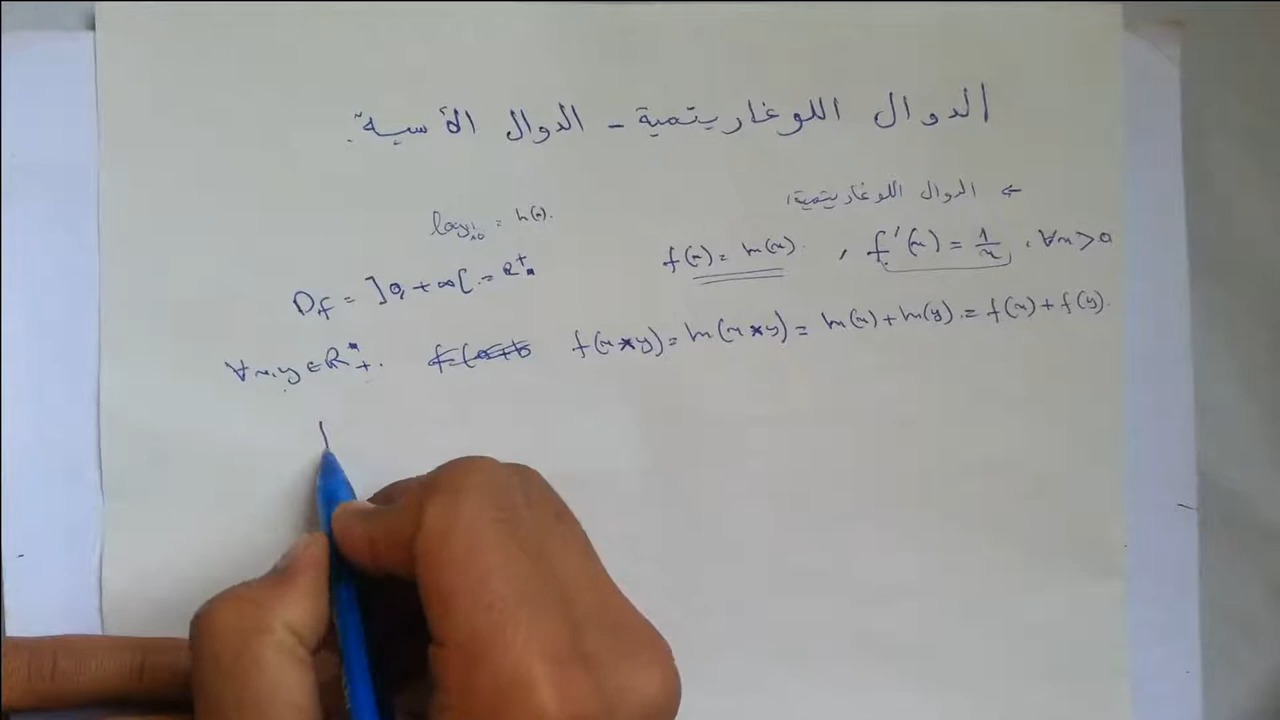 الدوال اللوغاريتمية - الدوال الأسية.
← الدوال اللوغاريتمية:
f(x) = ln(x) , f'(x) = 1/x , ∀x>0
log₁₀ = ln(x).
Df = ]0, +∞[ = R⁺*
∀x,y ∈ R*₊. f(x*y) = ln(x*y) = ln(x) + ln(y) = f(x) + f(y).